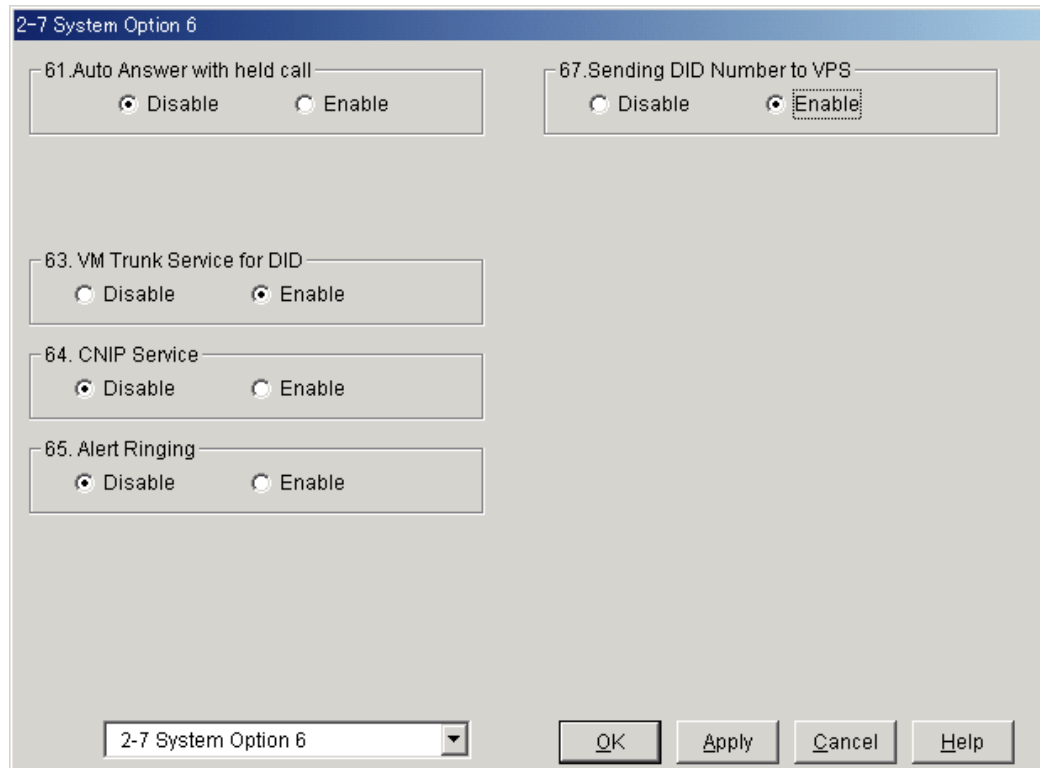 2-7 System Option 6
61.Auto Answer with held call
Disable Enable
67.Sending DID Number to VPS
Disable Enable
63. VM Trunk Service for DID
Disable Enable
64. CNIP Service
Disable Enable
65. Alert Ringing
Disable Enable
2-7 System Option 6
OK Apply Cancel Help